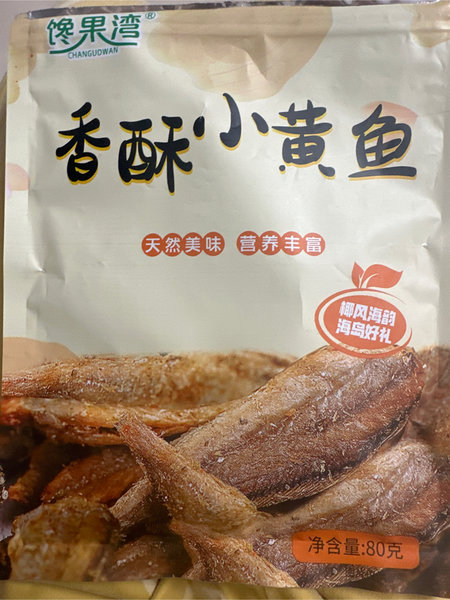 馋果湾®
CHANGUOWAN
香酥小黄鱼
天然美味 营养丰富
椰风海韵
海岛好礼
净含量:80克